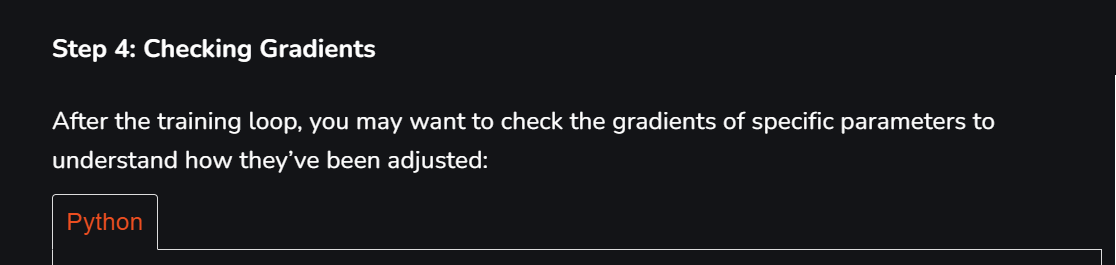 Step 4: Checking Gradients
After the training loop, you may want to check the gradients of specific parameters to
understand how they’ve been adjusted:
Python